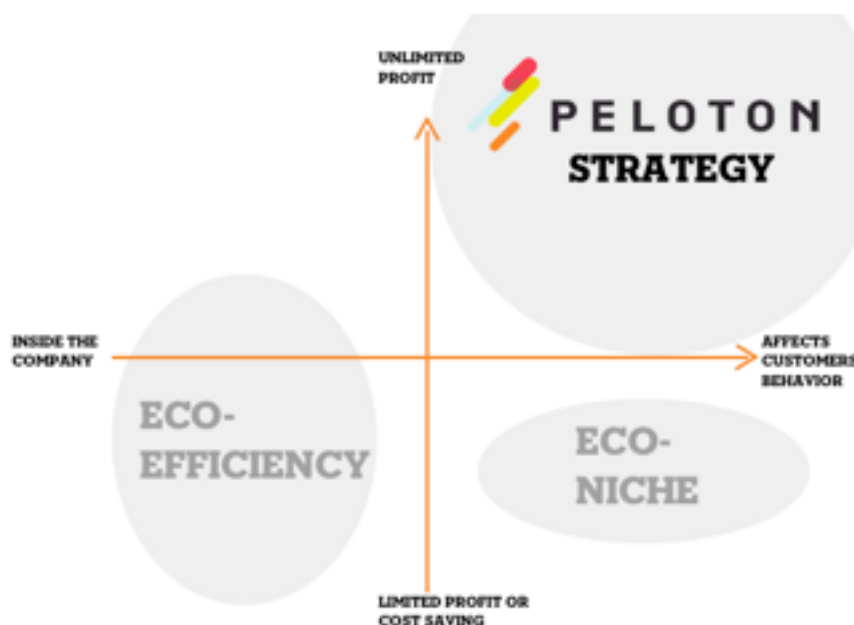 UNLIMITED
PROFIT
PELOTON
STRATEGY
INSIDE THE
COMPANY
AFFECTS
CUSTOMERS
BEHAVIOR
ECO-
EFFICIENCY
ECO-
NICHE
LIMITED PROFIT OR
COST SAVING